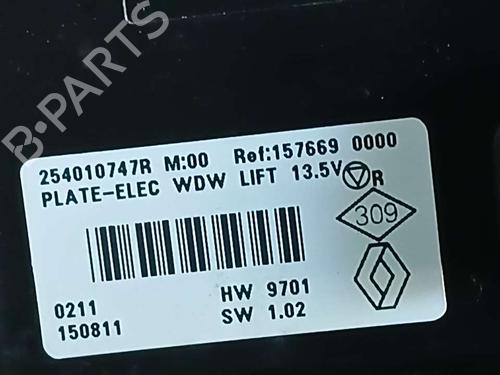 B-PARTS
254010747R M:00 Ref:157669 0000
PLATE-ELEC WDW LIFT 13.5V R
309
0211
150811
HW 9701
SW 1.02